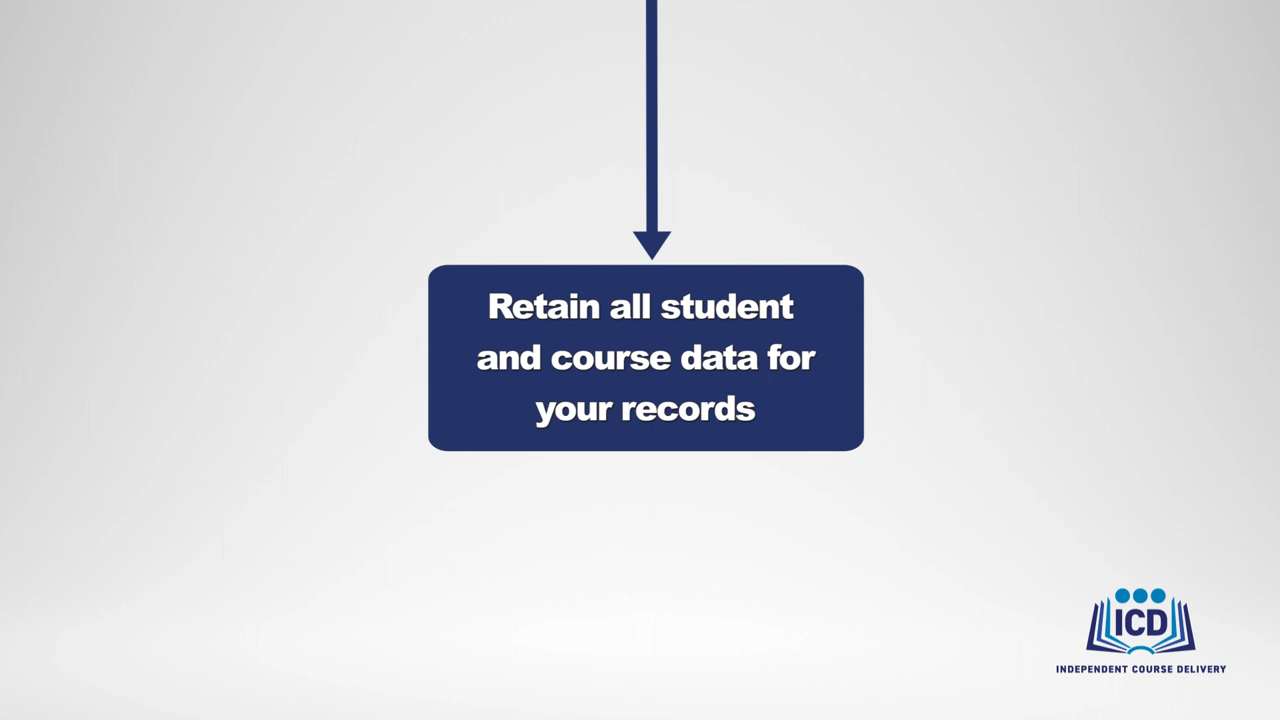 Retain all student
and course data for
your records
ICD
INDEPENDENT COURSE DELIVERY